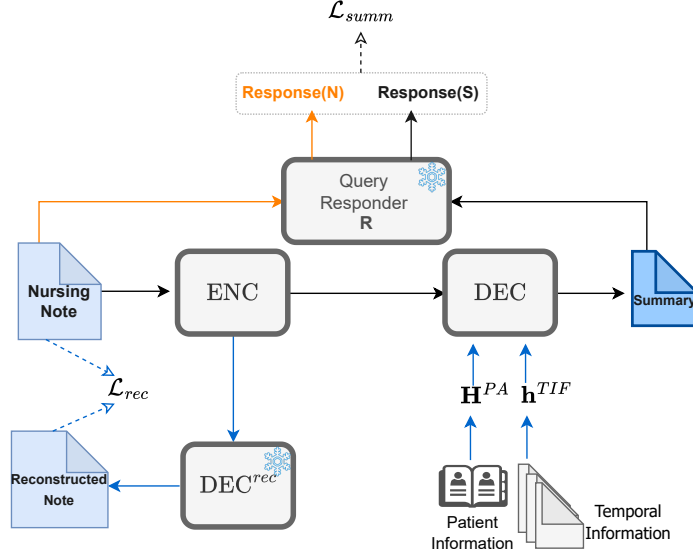 𝓛_summ
Response(N) Response(S)
Query
Responder
R
Nursing
Note
ENC
DEC
Summary
𝓛_rec
H^PA h^TIF
Reconstructed
Note
DEC^rec
Patient
Information
Temporal
Information